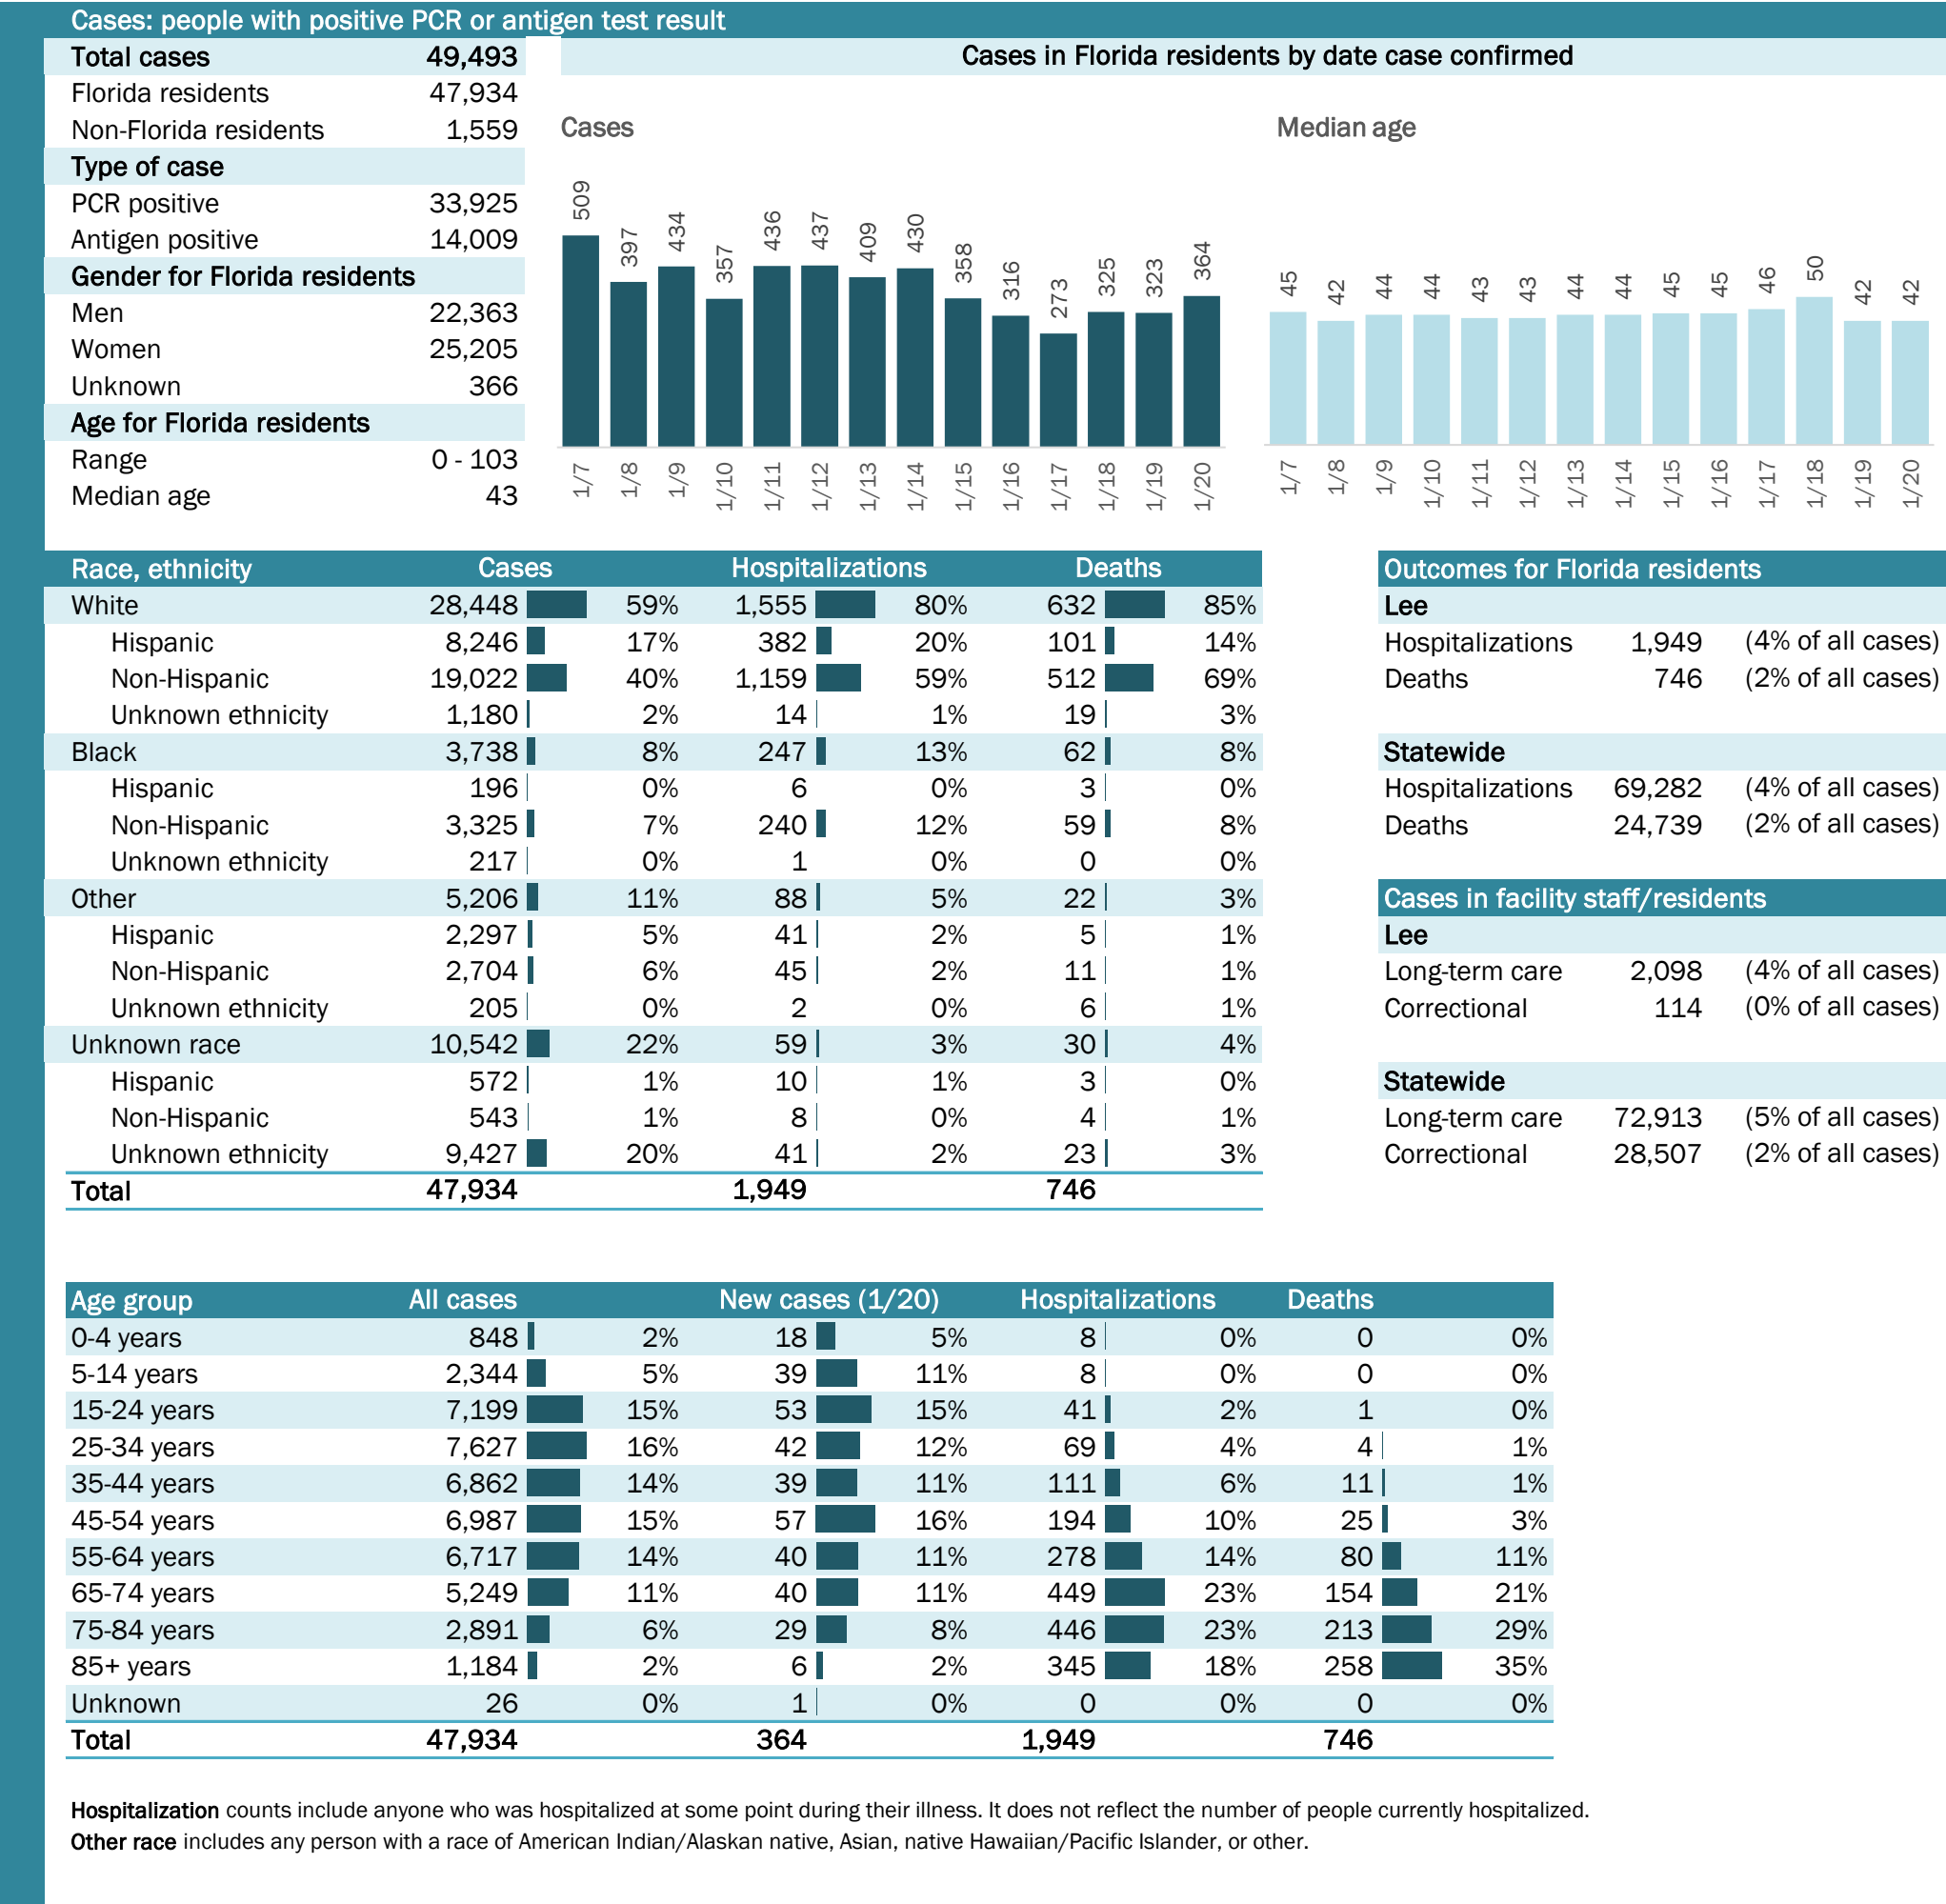 Cases: people with positive PCR or antigen test result
Total cases 49,493
Florida residents 47,934
Non-Florida residents 1,559
Type of case
PCR positive 33,925
Antigen positive 14,009
Gender for Florida residents
Men 22,363
Women 25,205
Unknown 366
Age for Florida residents
Range 0 - 103
Median age 43
Cases in Florida residents by date case confirmed
Cases
509 397 434 357 436 437 409 430 358 316 273 325 323 364
1/7 1/8 1/9 1/10 1/11 1/12 1/13 1/14 1/15 1/16 1/17 1/18 1/19 1/20
Median age
45 42 44 44 43 43 44 44 45 45 46 50 42 42
1/7 1/8 1/9 1/10 1/11 1/12 1/13 1/14 1/15 1/16 1/17 1/18 1/19 1/20
Race, ethnicity Cases Hospitalizations Deaths
White 28,448 59% 1,555 80% 632 85%
Hispanic 8,246 17% 382 20% 101 14%
Non-Hispanic 19,022 40% 1,159 59% 512 69%
Unknown ethnicity 1,180 2% 14 1% 19 3%
Black 3,738 8% 247 13% 62 8%
Hispanic 196 0% 6 0% 3 0%
Non-Hispanic 3,325 7% 240 12% 59 8%
Unknown ethnicity 217 0% 1 0% 0 0%
Other 5,206 11% 88 5% 22 3%
Hispanic 2,297 5% 41 2% 5 1%
Non-Hispanic 2,704 6% 45 2% 11 1%
Unknown ethnicity 205 0% 2 0% 6 1%
Unknown race 10,542 22% 59 3% 30 4%
Hispanic 572 1% 10 1% 3 0%
Non-Hispanic 543 1% 8 0% 4 1%
Unknown ethnicity 9,427 20% 41 2% 23 3%
Total 47,934 1,949 746
Outcomes for Florida residents
Lee
Hospitalizations 1,949 (4% of all cases)
Deaths 746 (2% of all cases)
Statewide
Hospitalizations 69,282 (4% of all cases)
Deaths 24,739 (2% of all cases)
Cases in facility staff/residents
Lee
Long-term care 2,098 (4% of all cases)
Correctional 114 (0% of all cases)
Statewide
Long-term care 72,913 (5% of all cases)
Correctional 28,507 (2% of all cases)
Age group All cases New cases (1/20) Hospitalizations Deaths
0-4 years 848 2% 18 5% 8 0% 0 0%
5-14 years 2,344 5% 39 11% 8 0% 0 0%
15-24 years 7,199 15% 53 15% 41 2% 1 0%
25-34 years 7,627 16% 42 12% 69 4% 4 1%
35-44 years 6,862 14% 39 11% 111 6% 11 1%
45-54 years 6,987 15% 57 16% 194 10% 25 3%
55-64 years 6,717 14% 40 11% 278 14% 80 11%
65-74 years 5,249 11% 40 11% 449 23% 154 21%
75-84 years 2,891 6% 29 8% 446 23% 213 29%
85+ years 1,184 2% 6 2% 345 18% 258 35%
Unknown 26 0% 1 0% 0 0% 0 0%
Total 47,934 364 1,949 746
Hospitalization counts include anyone who was hospitalized at some point during their illness. It does not reflect the number of people currently hospitalized.
Other race includes any person with a race of American Indian/Alaskan native, Asian, native Hawaiian/Pacific Islander, or other.